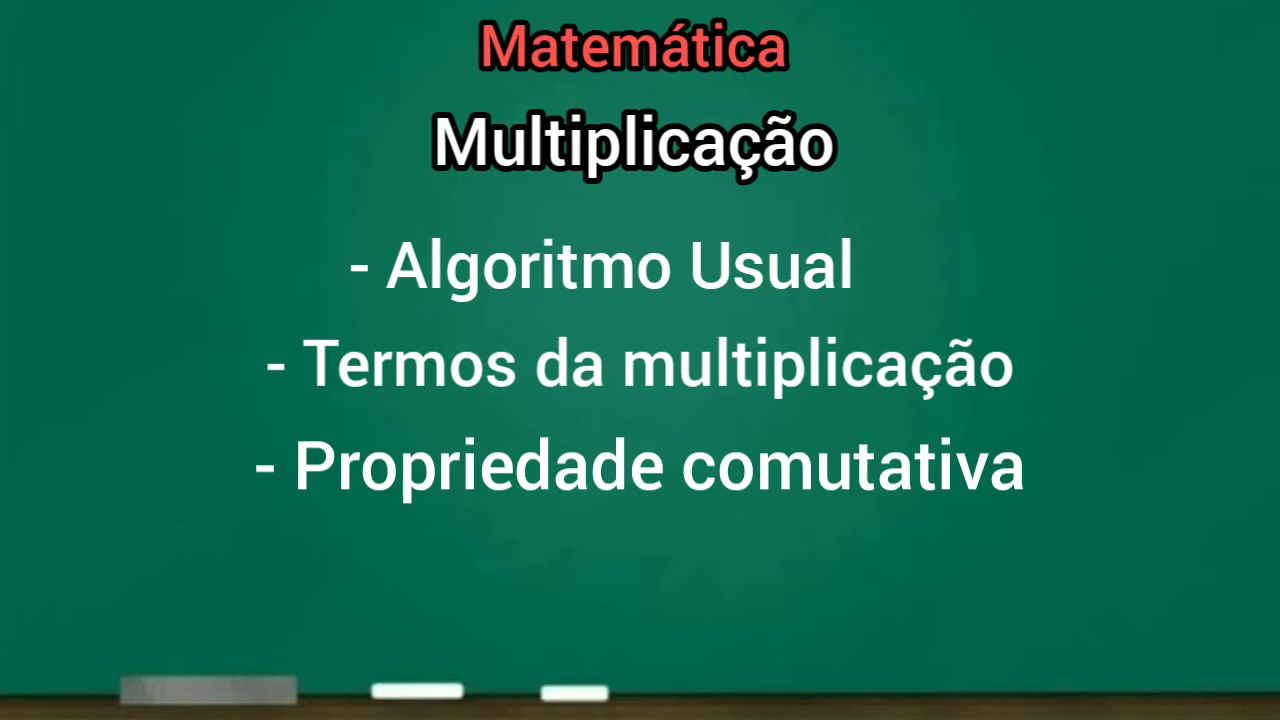 Matemática
Multiplicação
- Algoritmo Usual
- Termos da multiplicação
- Propriedade comutativa